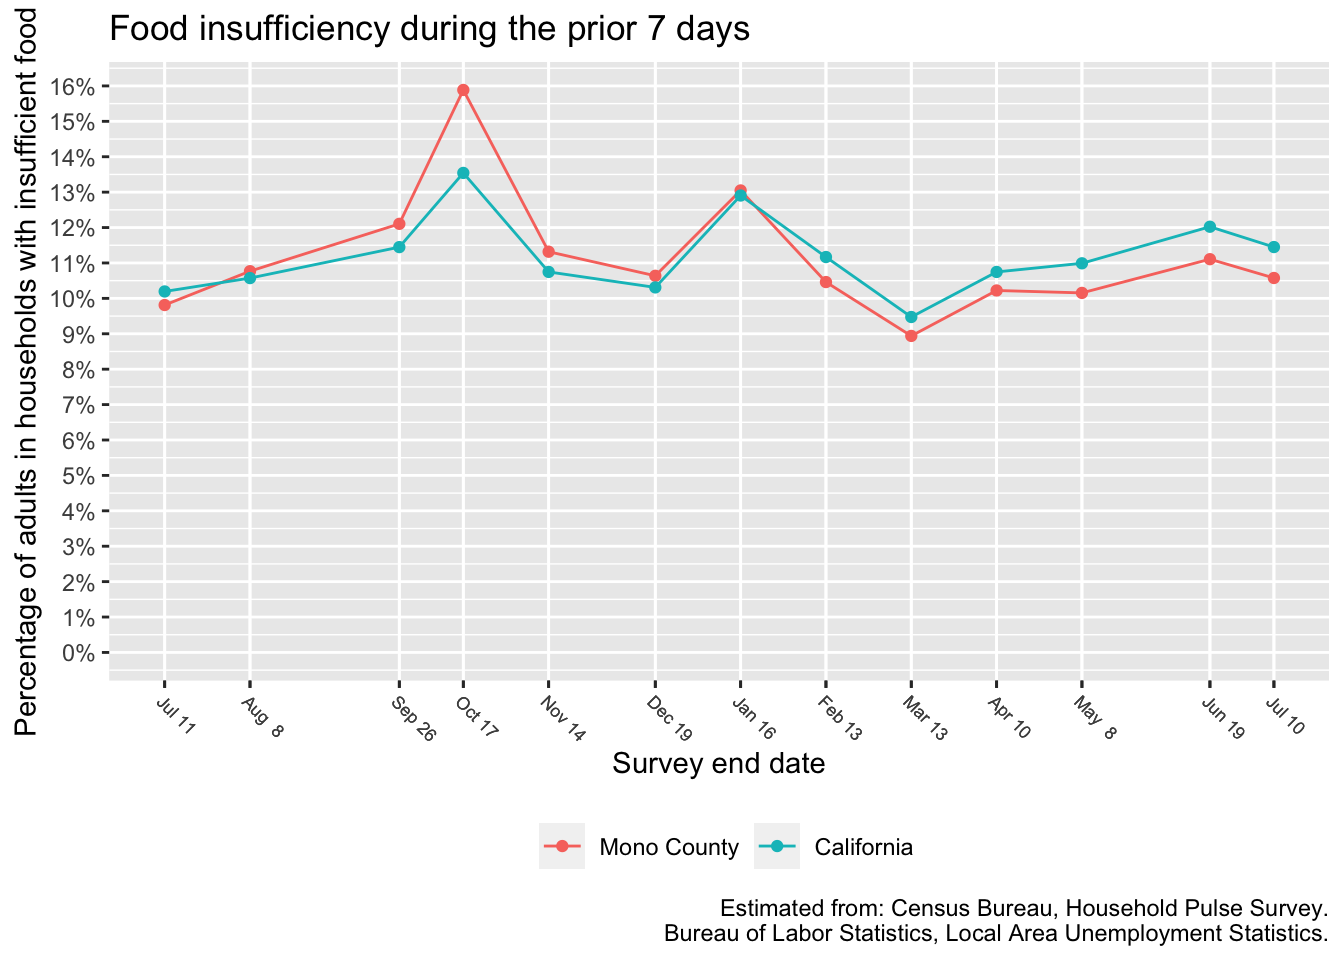 Food insufficiency during the prior 7 days
Percentage of adults in households with insufficient food
16%
15%
14%
13%
12%
11%
10%
9%
8%
7%
6%
5%
4%
3%
2%
1%
0%
Jul 11
Aug 8
Sep 26
Oct 17
Nov 14
Dec 19
Jan 16
Feb 13
Mar 13
Apr 10
May 8
Jun 19
Jul 10
Survey end date
Mono County
California
Estimated from: Census Bureau, Household Pulse Survey.
Bureau of Labor Statistics, Local Area Unemployment Statistics.